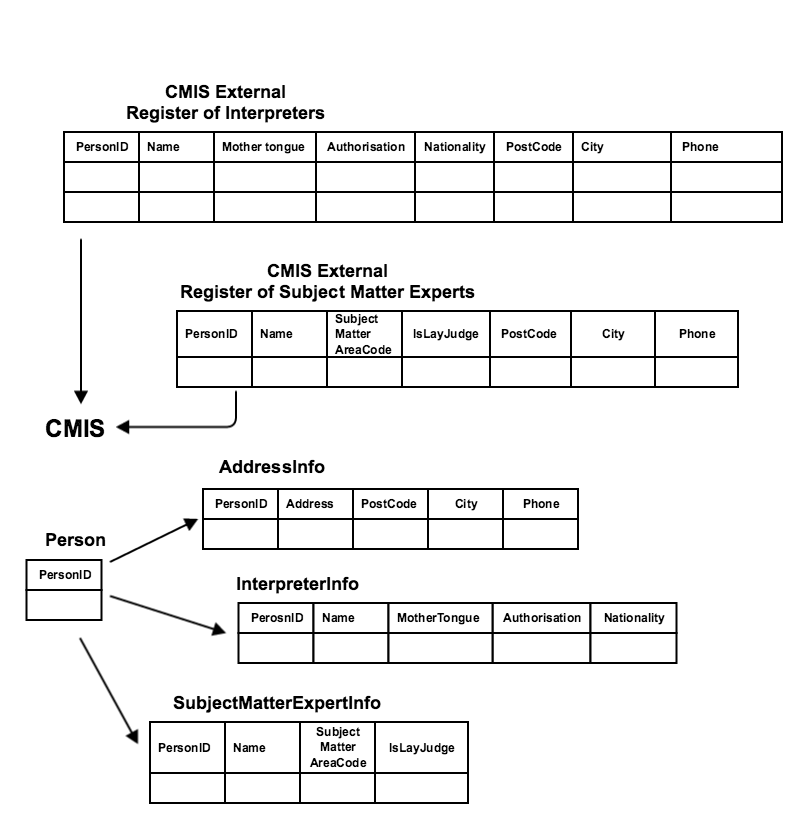 CMIS External
Register of Interpreters
PersonID Name Mother tongue Authorisation Nationality PostCode City Phone
CMIS External
Register of Subject Matter Experts
PersonID Name Subject Matter AreaCode IsLayJudge PostCode City Phone
CMIS
AddressInfo
PersonID Address PostCode City Phone
Person
PersonID
InterpreterInfo
PerosnID Name MotherTongue Authorisation Nationality
SubjectMatterExpertInfo
PersonID Name Subject Matter AreaCode IsLayJudge